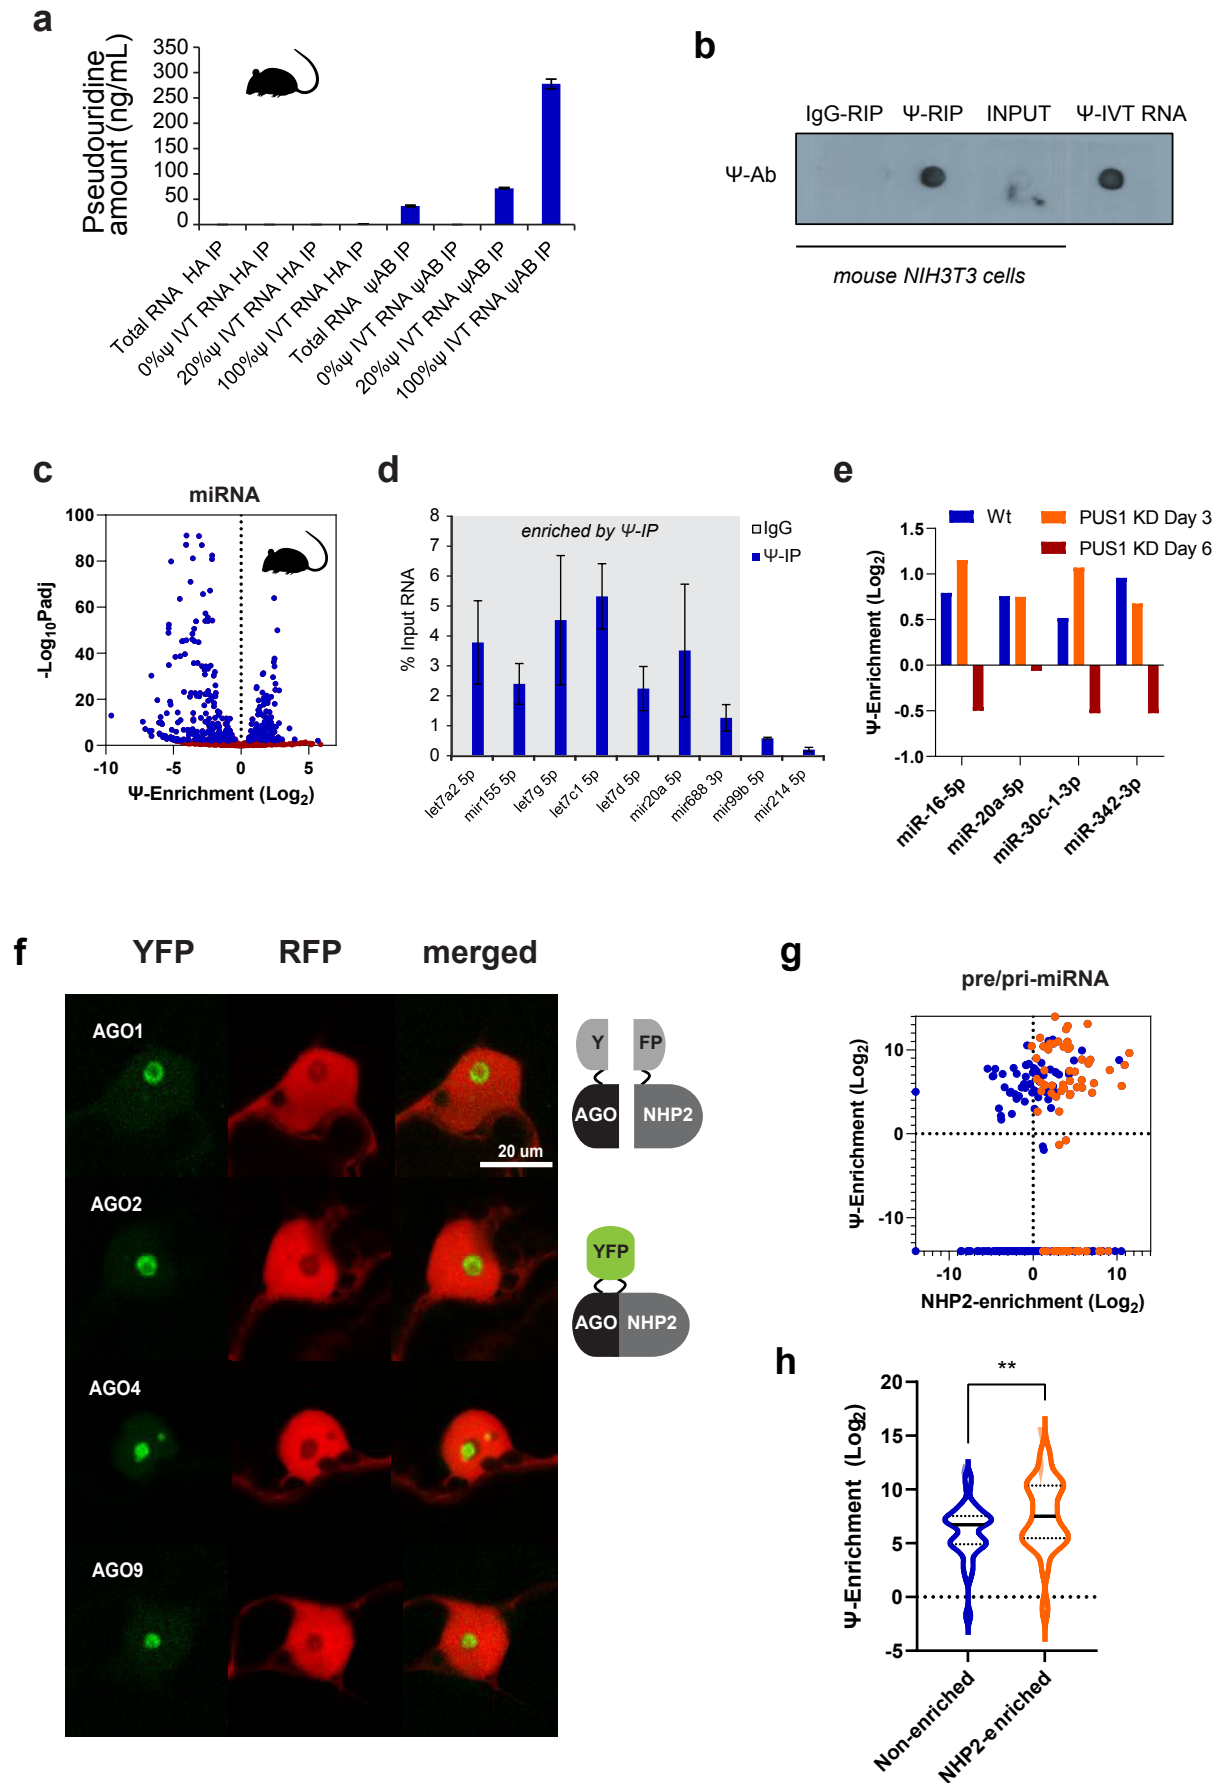 a
Pseudouridine
amount (ng/mL)
350
300
250
200
150
100
50
0
Total RNA HA IP
0%ψ IVT RNA HA IP
20%ψ IVT RNA HA IP
100%ψ IVT RNA HA IP
Total RNA ψAB IP
0%ψ IVT RNA ψAB IP
20%ψ IVT RNA ψAB IP
100%ψ IVT RNA ψAB IP
b
IgG-RIP Ψ-RIP INPUT Ψ-IVT RNA
Ψ-Ab
mouse NIH3T3 cells
c
miRNA
-Log10Padj
100
80
60
40
20
0
-10 -5 0 5
Ψ-Enrichment (Log2)
d
enriched by Ψ-IP
IgG
Ψ-IP
% Input RNA
8
7
6
5
4
3
2
1
0
let7a2 5p
mir155 5p
let7g 5p
let7c1 5p
let7d 5p
mir20a 5p
mir688 3p
mir99b 5p
mir214 5p
e
Wt
PUS1 KD Day 3
PUS1 KD Day 6
Ψ-Enrichment (Log2)
1.5
1.0
0.5
0.0
-0.5
-1.0
miR-16-5p
miR-20a-5p
miR-30c-1-3p
miR-342-3p
f
YFP RFP merged
AGO1
20 um
AGO2
AGO4
AGO9
Y FP
AGO NHP2
YFP
AGO NHP2
g
pre/pri-miRNA
Ψ-Enrichment (Log2)
10
0
-10
-10 0 10
NHP2-enrichment (Log2)
h
**
Ψ-Enrichment (Log2)
20
15
10
5
0
-5
Non-enriched
NHP2-enriched